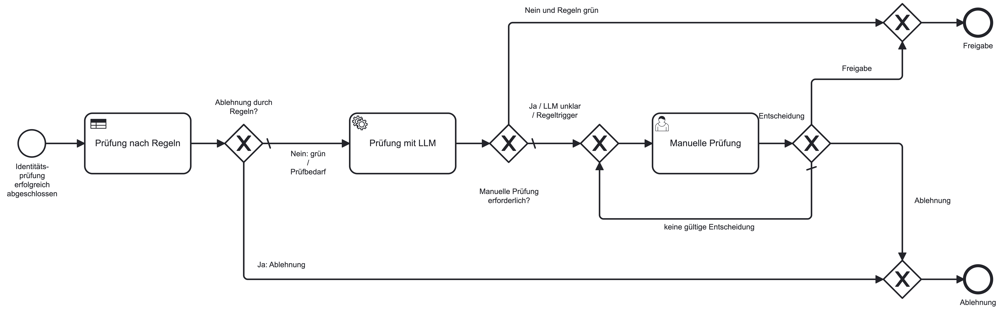 Nein und Regeln grün
Freigabe
Freigabe
Ablehnung durch
Regeln?
Ja / LLM unklar
/ Regeltrigger
Entscheidung
Prüfung nach Regeln
Prüfung mit LLM
Manuelle Prüfung
Nein: grün
/
Prüfbedarf
Identitäts-
prüfung
erfolgreich
abgeschlossen
Manuelle Prüfung
erforderlich?
Ablehnung
keine gültige Entscheidung
Ja: Ablehnung
Ablehnung